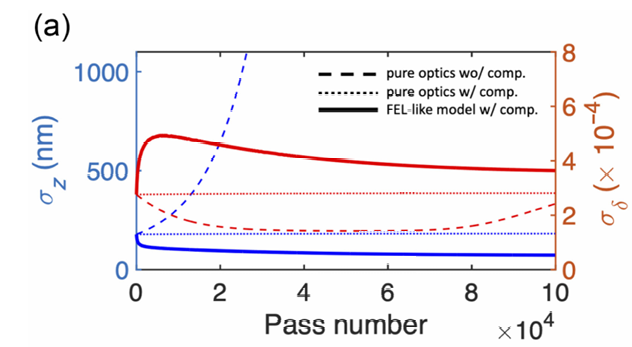 (a)
pure optics wo/ comp.
pure optics w/ comp.
FEL-like model w/ comp.
σz (nm)
1000
500
0
σδ (× 10⁻⁴)
8
6
4
2
0
0 2 4 6 8 10
Pass number ×10⁴